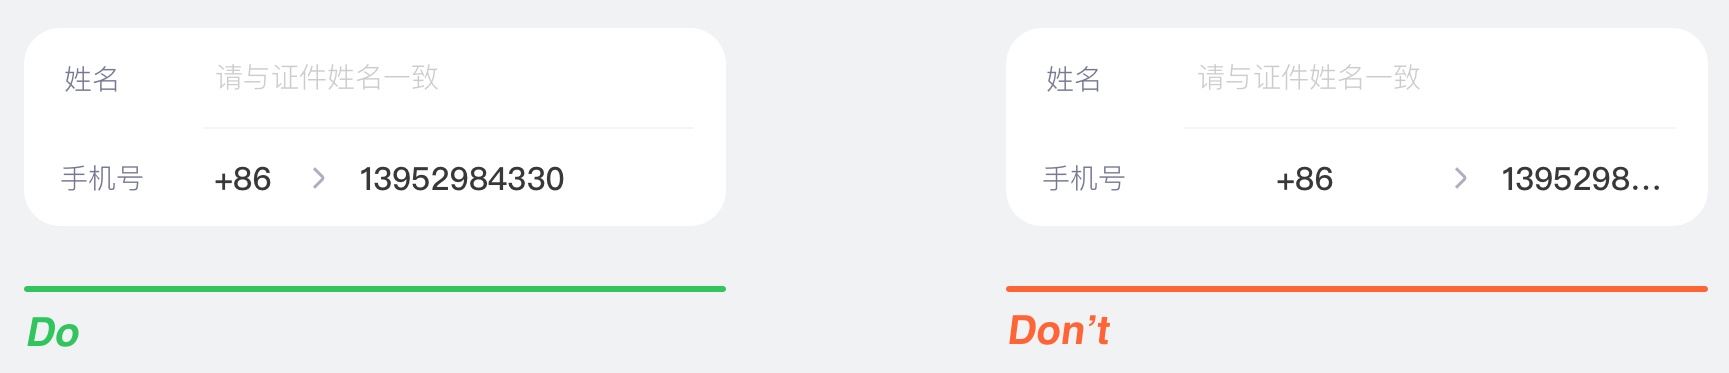 姓名 请与证件姓名一致
手机号 +86 > 13952984330
Do
姓名 请与证件姓名一致
手机号 +86 > 1395298...
Don't